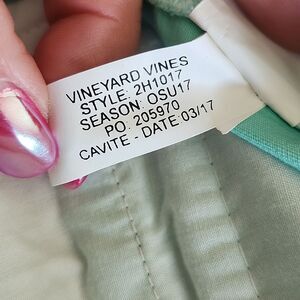 VINEYARD VINES
STYLE: 2H1017
SEASON: OSU17
PO: 205970
CAVITE - DATE:03/17